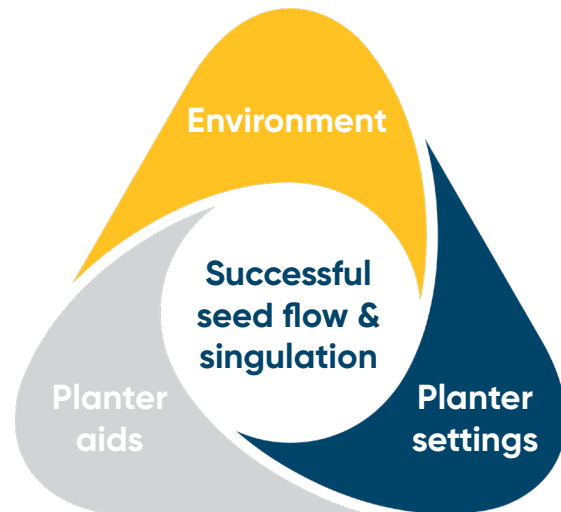 Environment
Successful
seed flow &
singulation
Planter
aids
Planter
settings